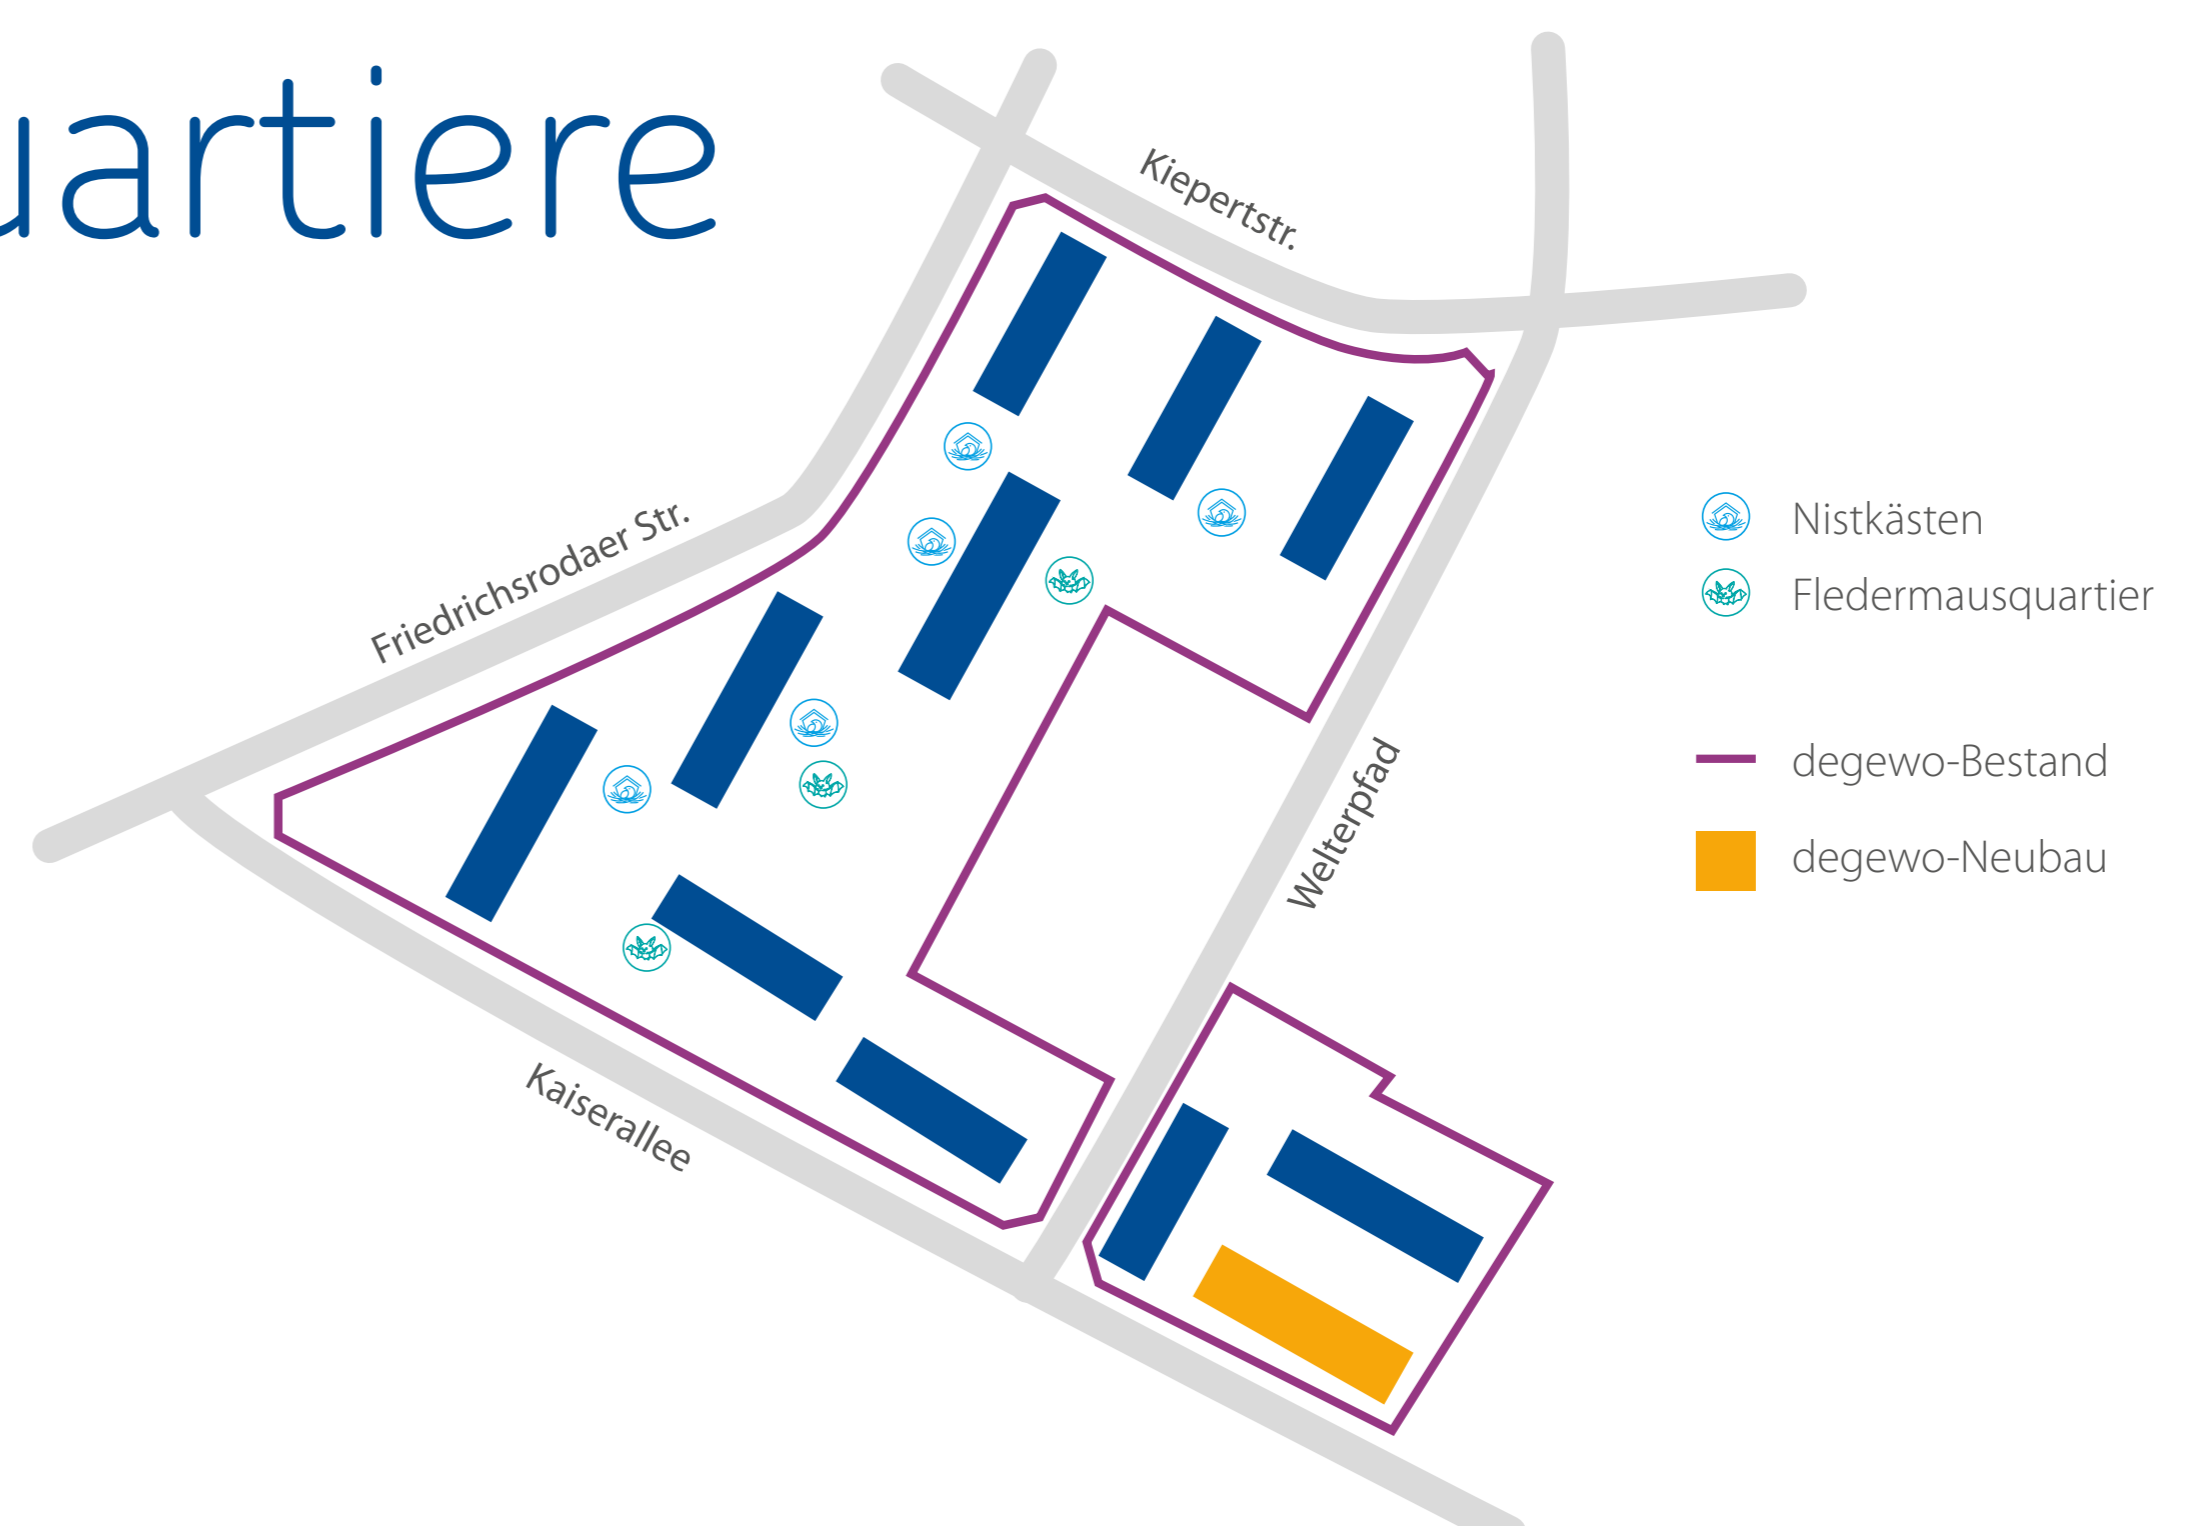 uartiere
Kiepertstr.
Friedrichsrodaer Str.
Welterpfad
Kaiserallee
Nistkästen
Fledermausquartier
degewo-Bestand
degewo-Neubau